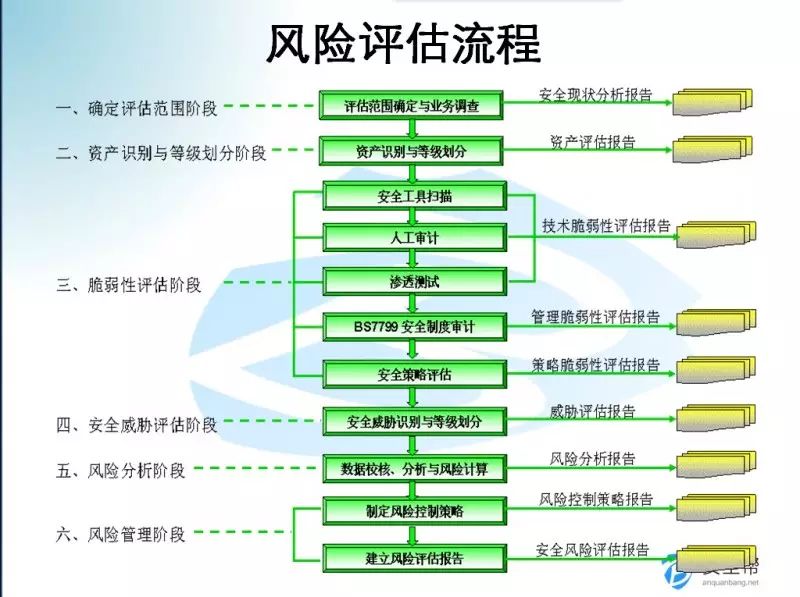 风险评估流程
一、确定评估范围阶段
评估范围确定与业务调查
安全现状分析报告
二、资产识别与等级划分阶段
资产识别与等级划分
资产评估报告
安全工具扫描
人工审计
技术脆弱性评估报告
三、脆弱性评估阶段
渗透测试
BS7799 安全制度审计
管理脆弱性评估报告
安全策略评估
策略脆弱性评估报告
四、安全威胁评估阶段
安全威胁识别与等级划分
威胁评估报告
五、风险分析阶段
数据校核、分析与风险计算
风险分析报告
制定风险控制策略
风险控制策略报告
六、风险管理阶段
建立风险评估报告
安全风险评估报告
安全帮
anquanbang.net